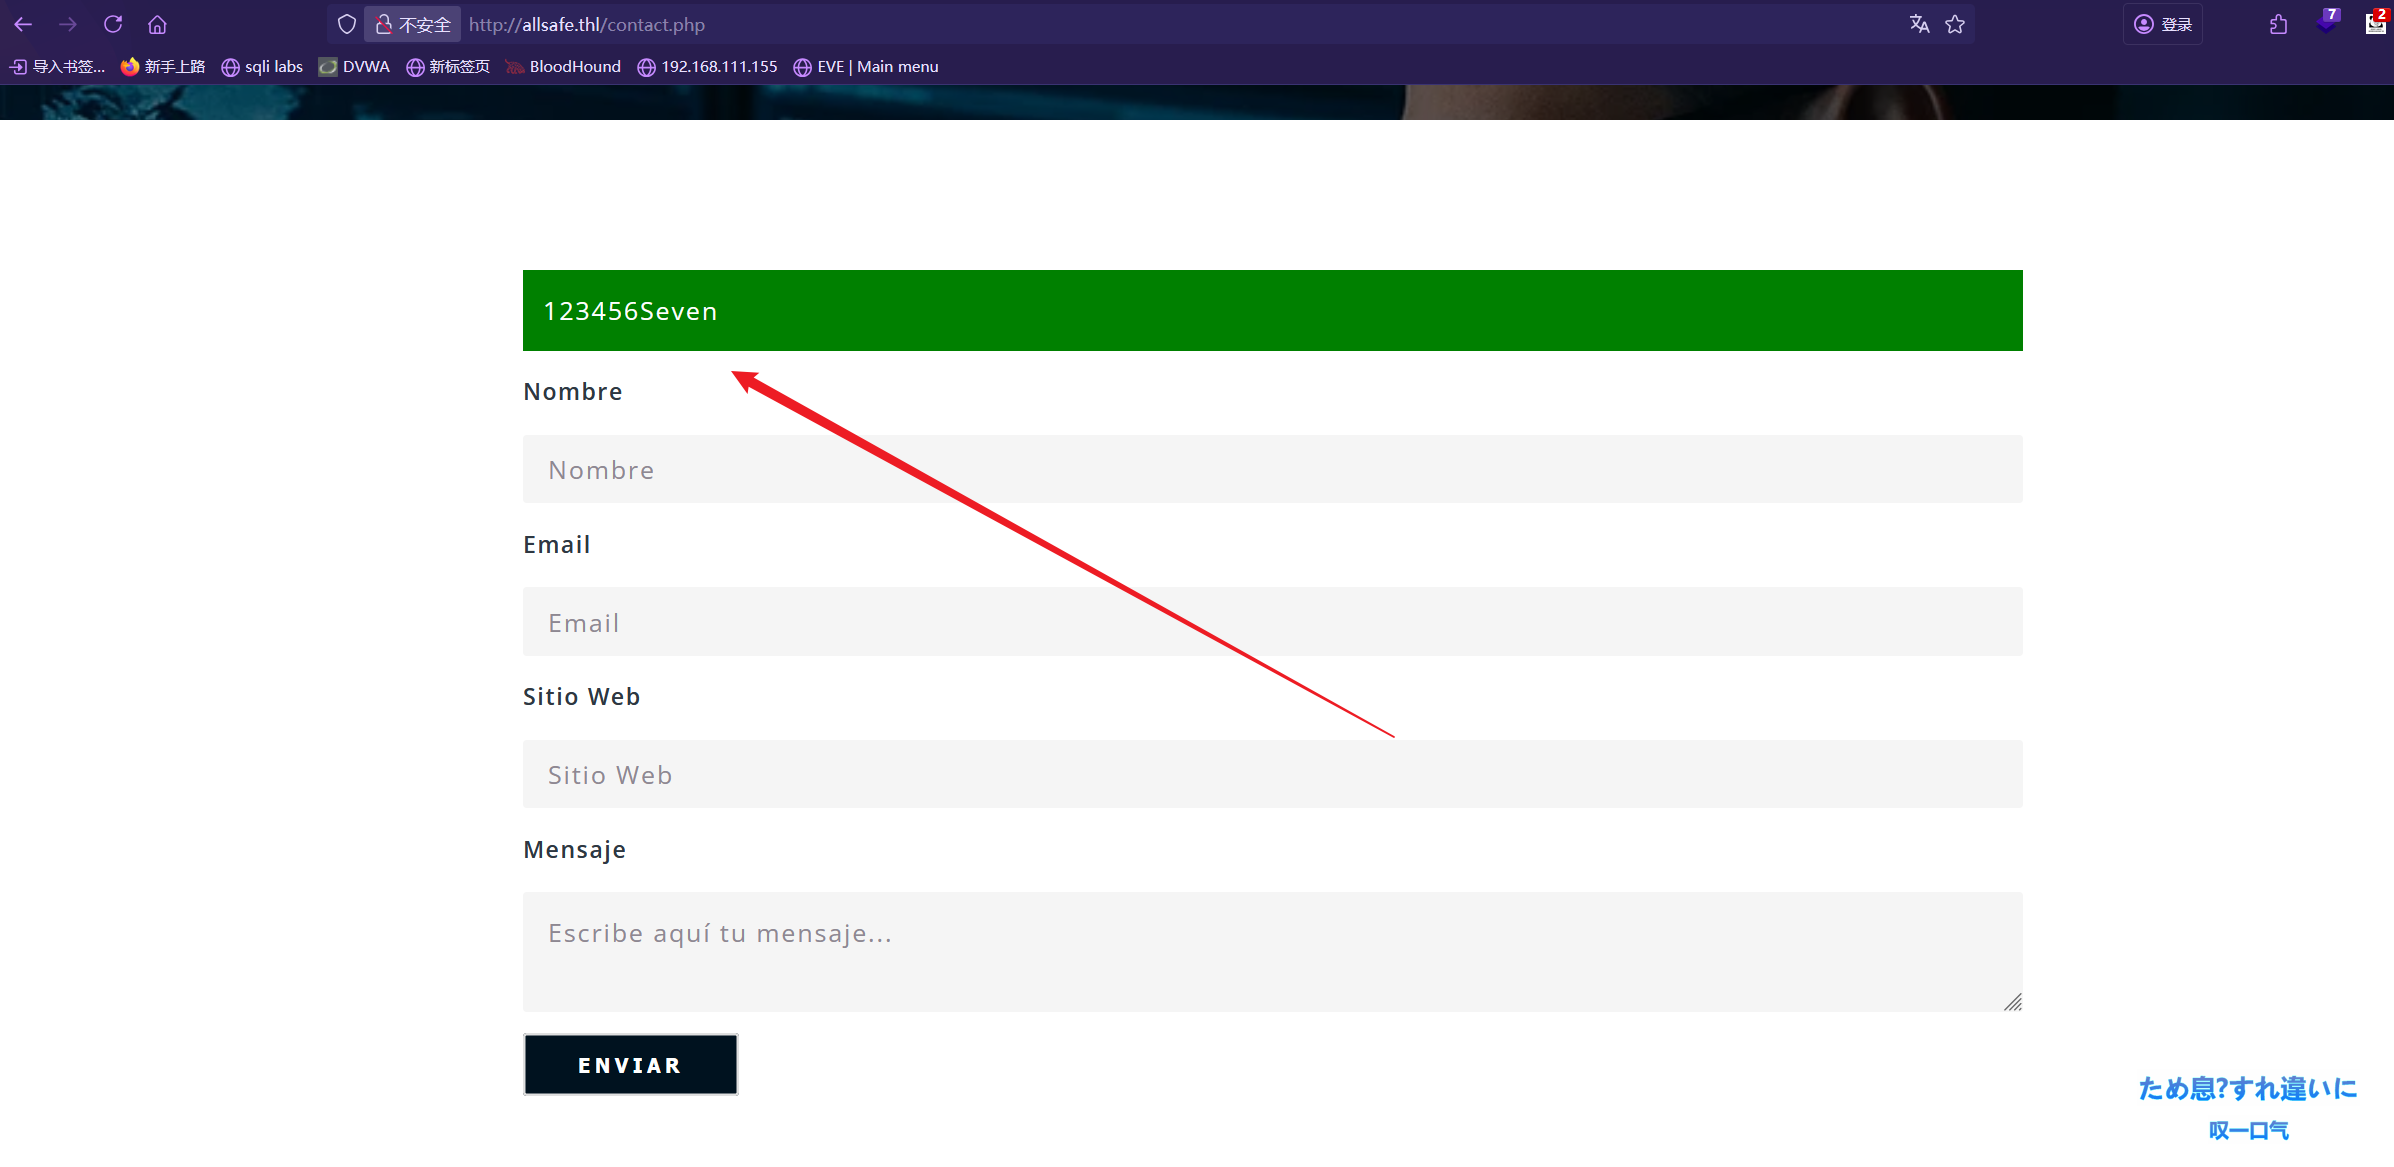 不安全 http://allsafe.thl/contact.php 登录 7 2
导入书签... 新手上路 sqli labs DVWA 新标签页 BloodHound 192.168.111.155 EVE | Main menu
123456Seven
Nombre
Nombre
Email
Email
Sitio Web
Sitio Web
Mensaje
Escribe aquí tu mensaje...
ENVIAR
ため息?すれ違いに
叹一口气